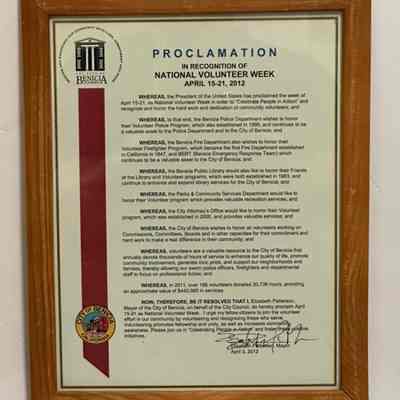 THE CITY OF
BENICIA
CALIFORNIA
PROCLAMATION
IN RECOGNITION OF
NATIONAL VOLUNTEER WEEK
APRIL 15-21, 2012
WHEREAS, the President of the United States has proclaimed the week of
April 15-21, as National Volunteer Week in order to "Celebrate People in Action" and
recognize and honor the hard work and dedication of community volunteers; and
WHEREAS, to that end, the Benicia Police Department wishes to honor
their Volunteer Police Program, which also established in 1995, and continues to be
a valuable asset to the Police Department and to the City of Benicia; and
WHEREAS, the Benicia Fire Department also wishes to honor their
Volunteer Firefighter Program, which became the first Fire Department established
in California in 1847, and BERT (Benicia Emergency Response Team) which
continues to be a valuable asset to the City of Benicia; and
WHEREAS, the Benicia Public Library would also like to honor their Friends
of the Library and Volunteer programs, which were both established in 1983, and
continue to enhance and expand library services for the City of Benicia; and
WHEREAS, the Parks & Community Services Department would like to
honor their Volunteer program which provides valuable recreation services; and
WHEREAS, the City Attorney's Office would like to honor their Volunteer
program, which was established in 2005, and provides valuable services; and
WHEREAS, the City of Benicia wishes to honor all volunteers working on
Commissions, Committees, Boards and in other capacities for their commitment and
hard work to make a real difference in their community; and
WHEREAS, volunteers are a valuable resource to the City of Benicia that
annually donate thousands of hours of service to enhance our quality of life, promote
community involvement, generate civic pride, and support our neighborhoods and
families, thereby allowing our sworn police officers, firefighters and departmental
staff to focus on professional duties; and
WHEREAS, in 2011, over 186 volunteers donated 20,736 hours, providing
an approximate value of $440,985 in services
NOW, THEREFORE, BE IT RESOLVED THAT I, Elizabeth Patterson,
Mayor of the City of Benicia, on behalf of the City Council, do hereby proclaim April
15-21 as National Volunteer Week. I urge my fellow citizens to join the volunteer
effort in our community by volunteering and recognizing those who serve.
Volunteering promotes fellowship and unity, as well as increases community
awareness. Please join us in "Celebrating People in Action" and foster these positive
initiatives.
Elizabeth Patterson, Mayor
April 3, 2012
CITY OF BENICIA